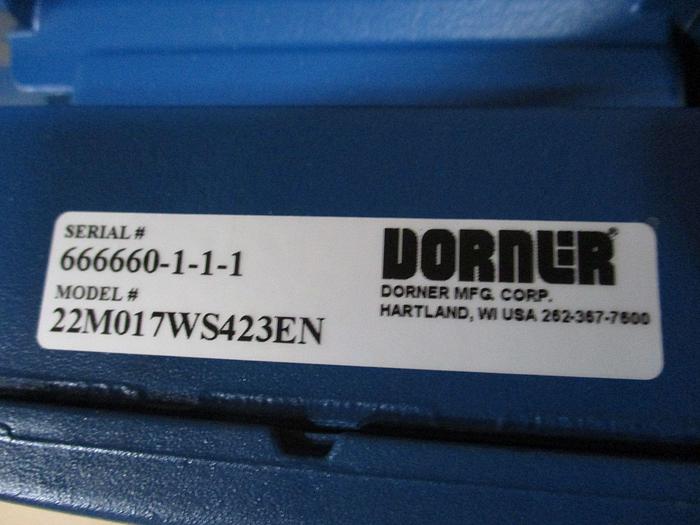 SERIAL #
666660-1-1-1
MODEL #
22M017WS423EN
DORNER®
DORNER MFG. CORP.
HARTLAND, WI USA 262-367-7600